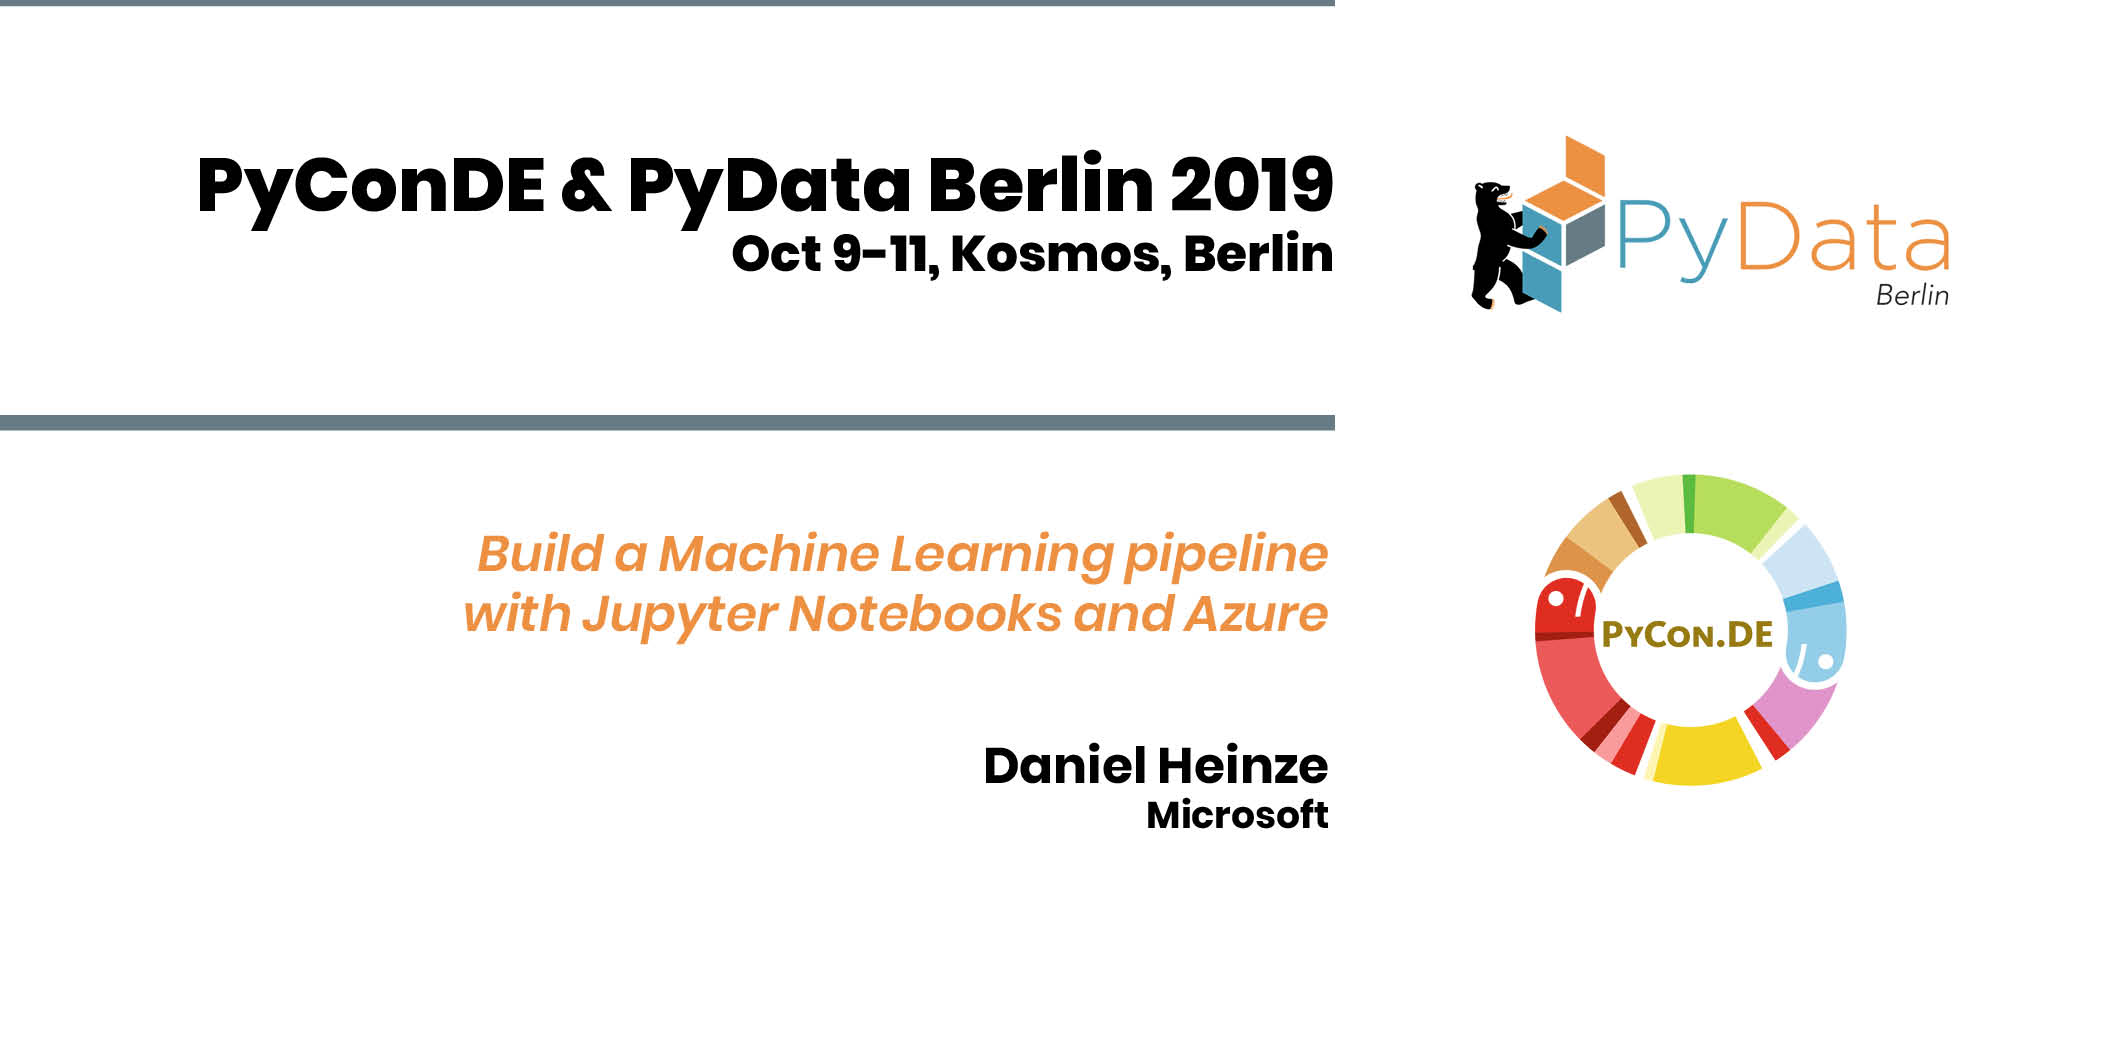 PyConDE & PyData Berlin 2019
Oct 9-11, Kosmos, Berlin
PyData
Berlin
Build a Machine Learning pipeline
with Jupyter Notebooks and Azure
PyCon.DE
Daniel Heinze
Microsoft